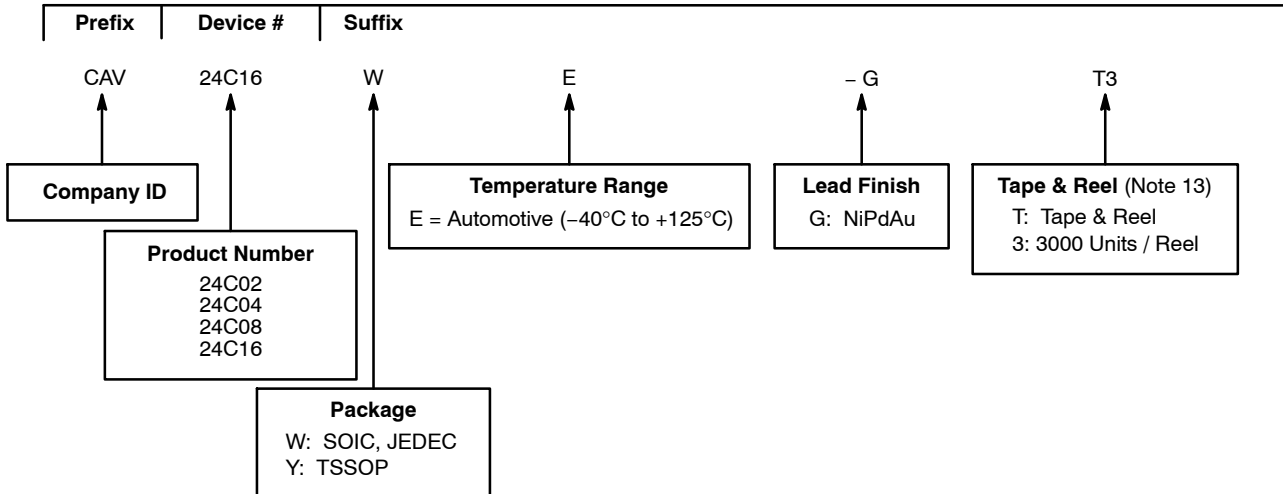 Prefix Device # Suffix
CAV 24C16 W E – G T3
Company ID
Product Number
24C02
24C04
24C08
24C16
Package
W: SOIC, JEDEC
Y: TSSOP
Temperature Range
E = Automotive (−40°C to +125°C)
Lead Finish
G: NiPdAu
Tape & Reel (Note 13)
T: Tape & Reel
3: 3000 Units / Reel